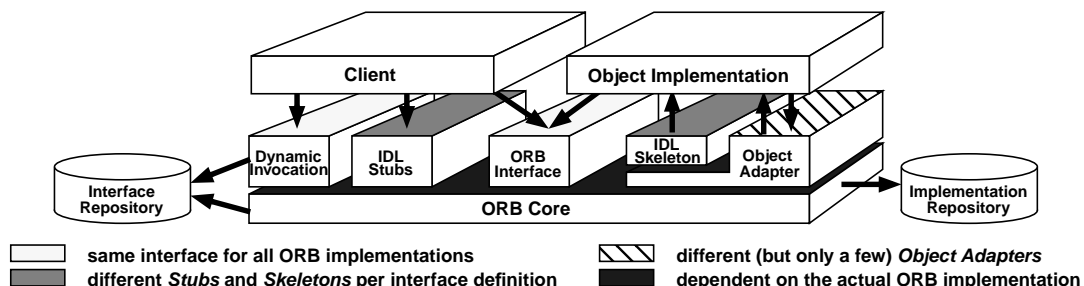 Client
Object Implementation
Dynamic
Invocation
IDL
Stubs
ORB
Interface
IDL
Skeleton
Object
Adapter
Interface
Repository
ORB Core
Implementation
Repository
same interface for all ORB implementations
different Stubs and Skeletons per interface definition
different (but only a few) Object Adapters
dependent on the actual ORB implementation